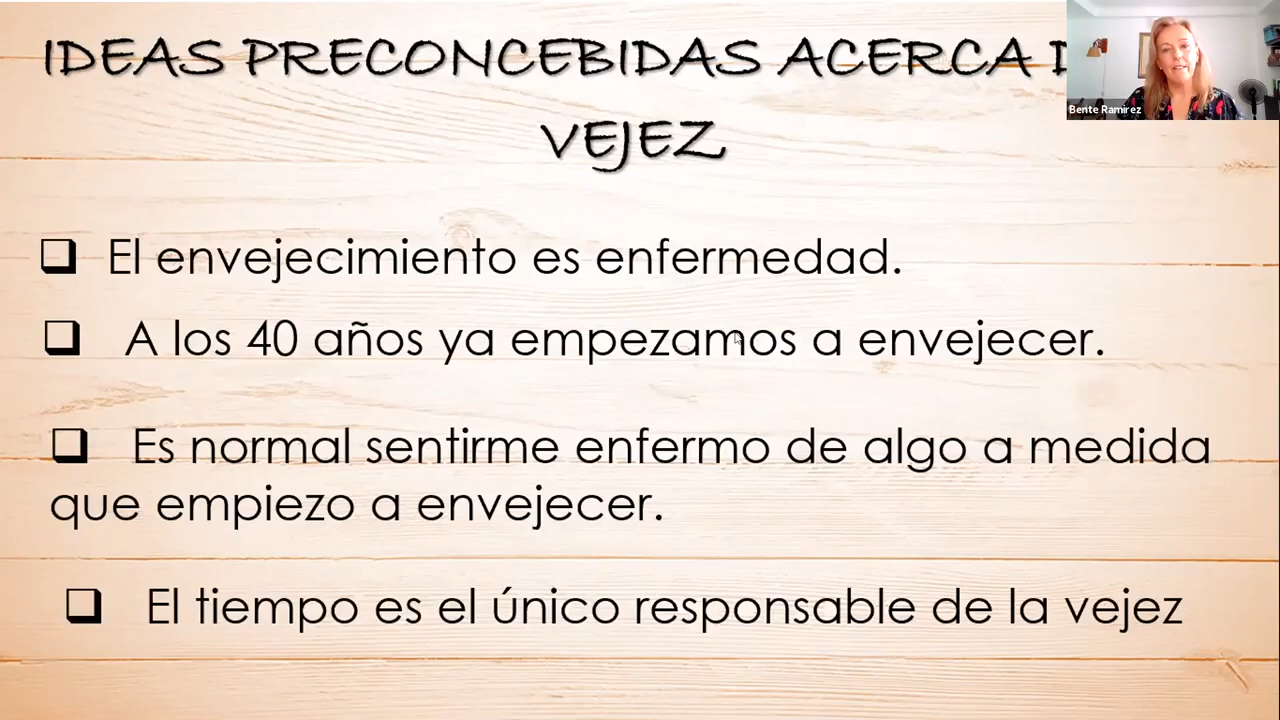 IDEAS PRECONCEBIDAS ACERCA
VEJEZ
Bente Ramirez
❑ El envejecimiento es enfermedad.
❑ A los 40 años ya empezamos a envejecer.
❑ Es normal sentirme enfermo de algo a medida
que empiezo a envejecer.
❑ El tiempo es el único responsable de la vejez